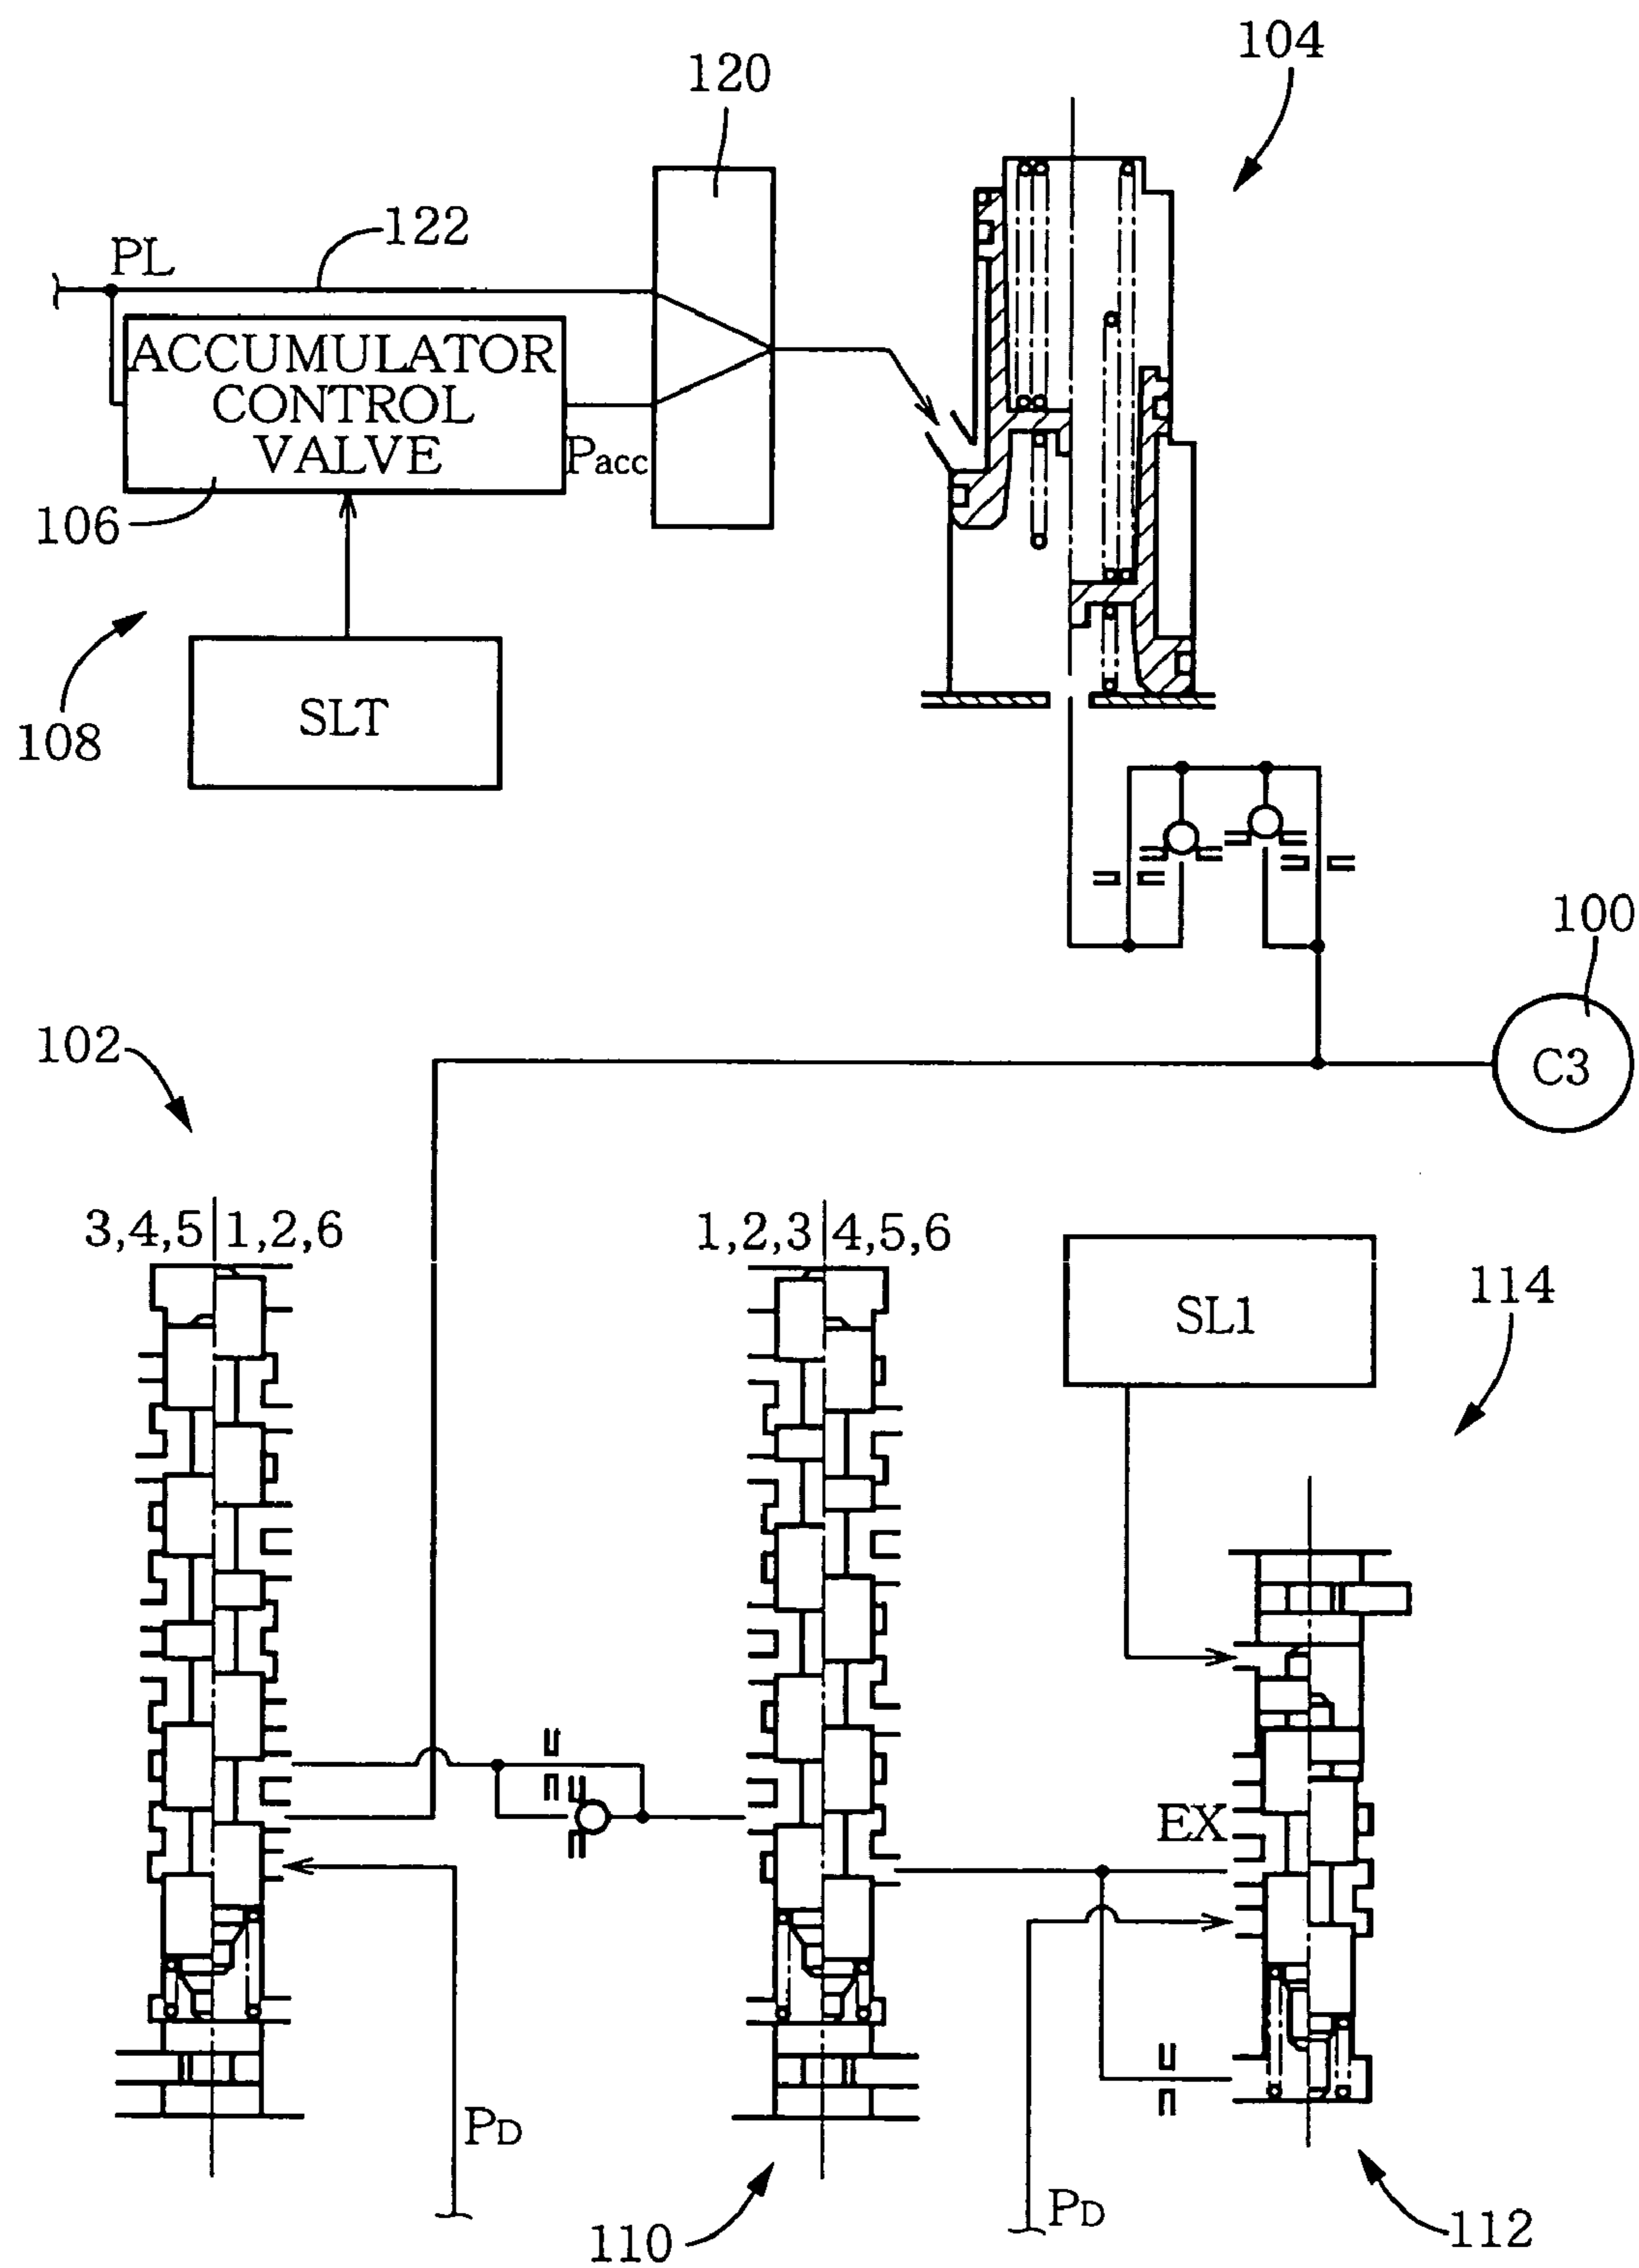 104
120
122
PL
ACCUMULATOR
CONTROL
VALVE
Pacc
106
108
SLT
100
C3
102
3,4,5 1,2,6
1,2,3 4,5,6
SL1
114
EX
PD
PD
110
112